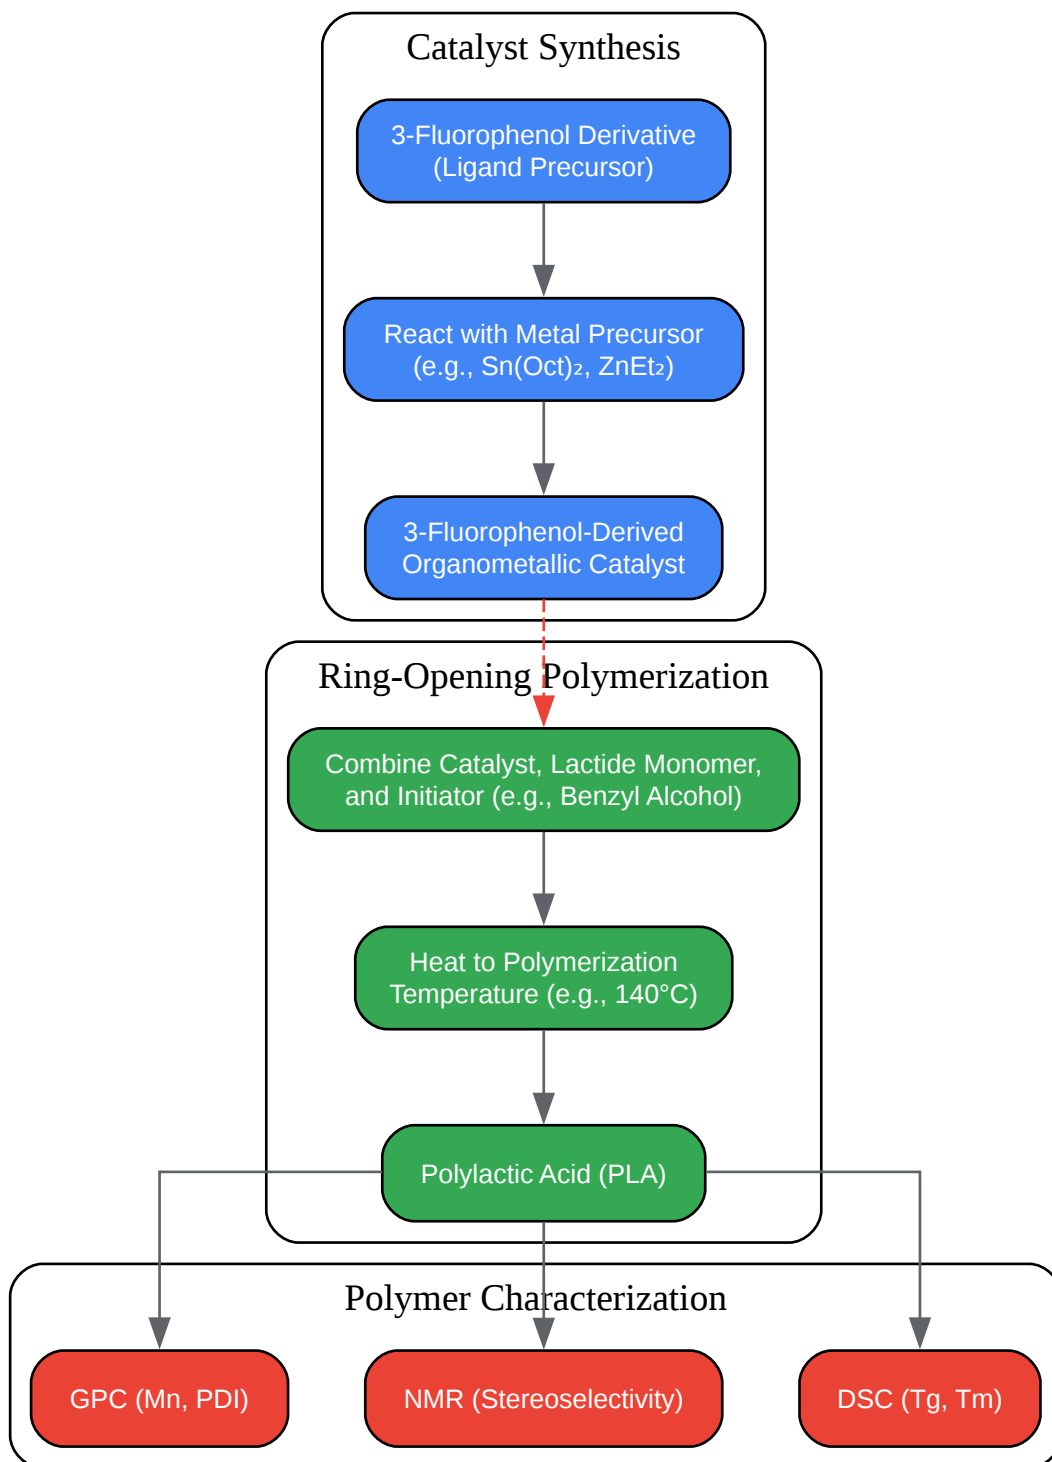 Catalyst Synthesis
3-Fluorophenol Derivative
(Ligand Precursor)
React with Metal Precursor
(e.g., Sn(Oct)₂, ZnEt₂)
3-Fluorophenol-Derived
Organometallic Catalyst
Ring-Opening Polymerization
Combine Catalyst, Lactide Monomer,
and Initiator (e.g., Benzyl Alcohol)
Heat to Polymerization
Temperature (e.g., 140°C)
Polylactic Acid (PLA)
Polymer Characterization
GPC (Mn, PDI)
NMR (Stereoselectivity)
DSC (Tg, Tm)